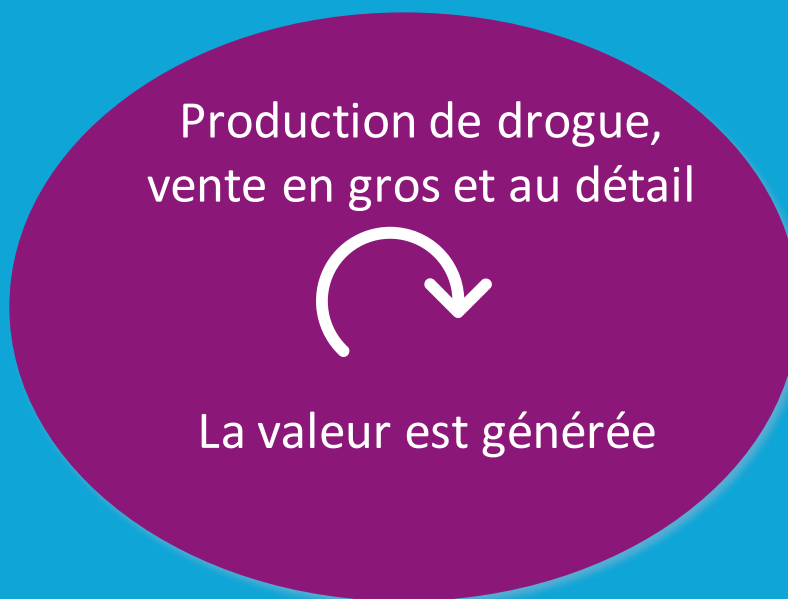 Production de drogue,
vente en gros et au détail
La valeur est générée